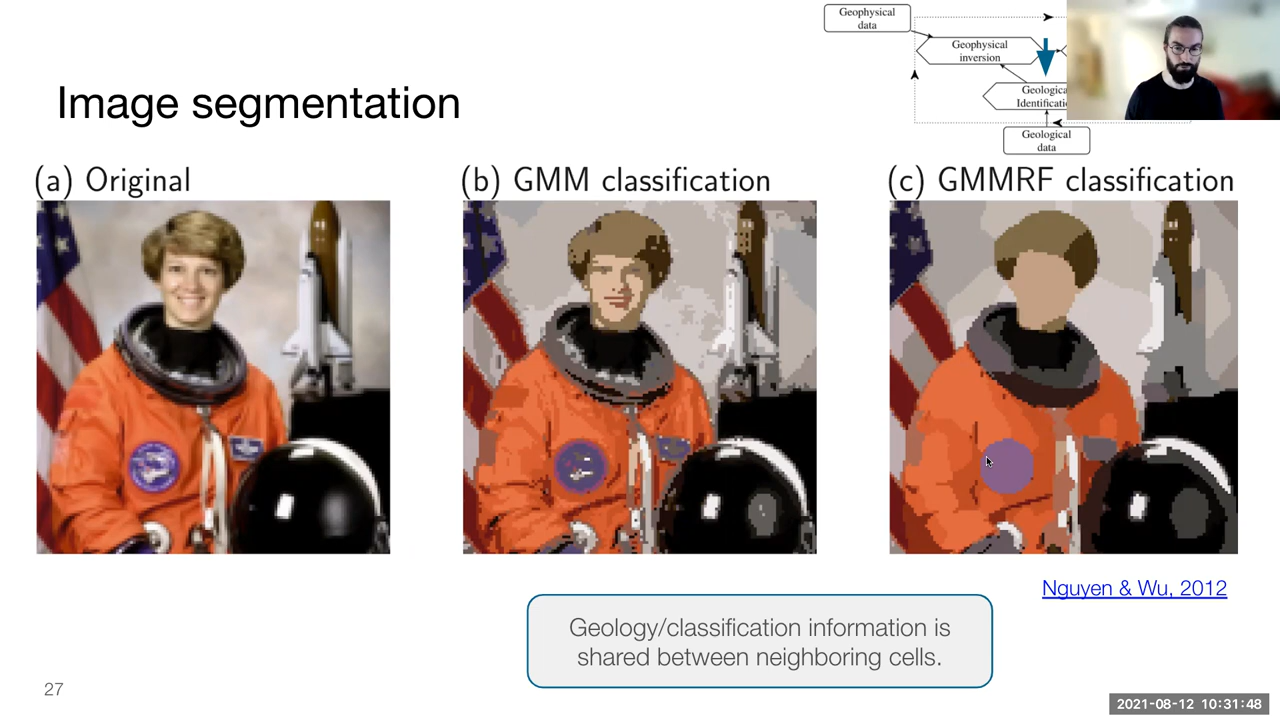 Geophysical
data
Geophysical
inversion
Geological
data
Image segmentation
(a) Original
(b) GMM classification
(c) GMMRF classification
Nguyen & Wu, 2012
Geology/classification information is
shared between neighboring cells.
27
2021-08-12 10:31:48